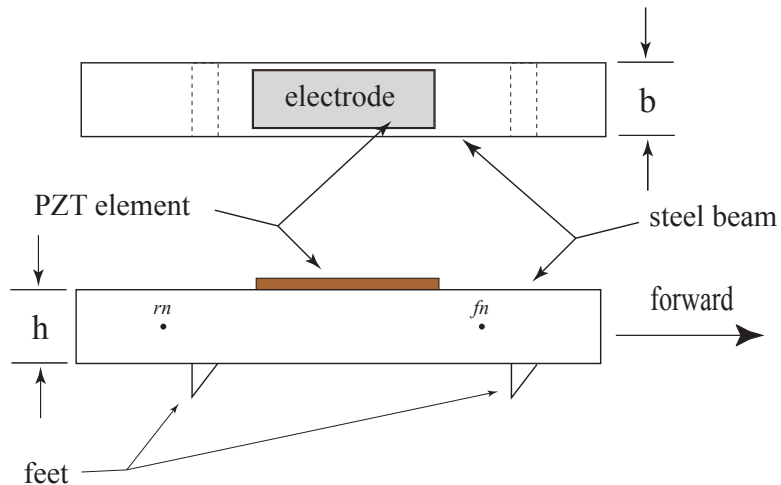 electrode
b
PZT element
steel beam
rn
fn
h
forward
feet